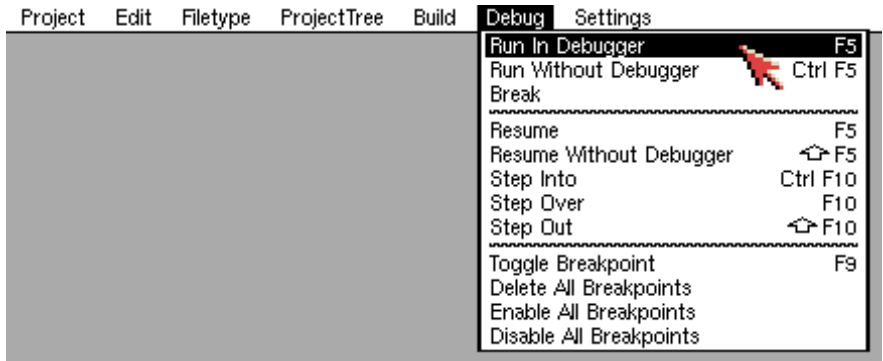 Project Edit Filetype ProjectTree Build Debug Settings
Run In Debugger F5
Run Without Debugger Ctrl F5
Break
Resume F5
Resume Without Debugger ⇧ F5
Step Into Ctrl F10
Step Over F10
Step Out ⇧ F10
Toggle Breakpoint F9
Delete All Breakpoints
Enable All Breakpoints
Disable All Breakpoints